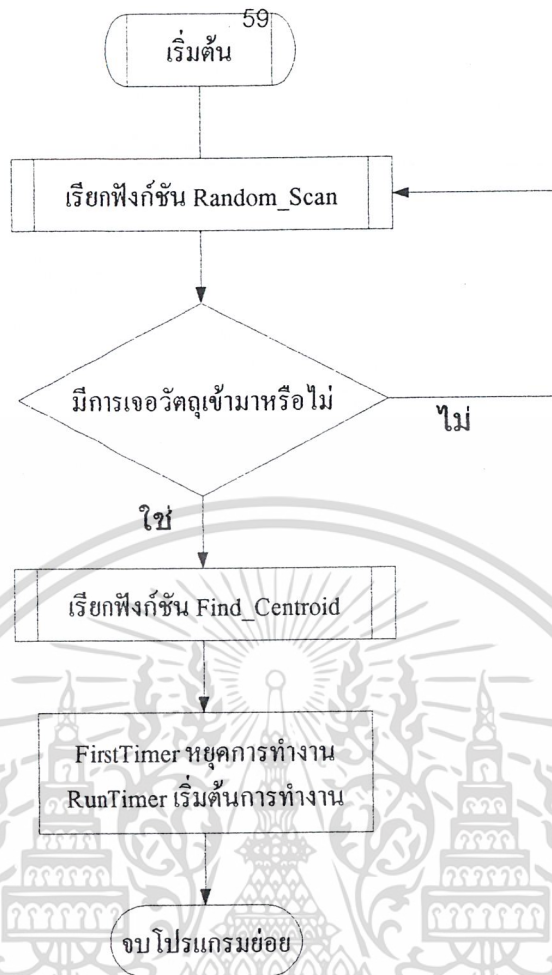 59
เริ่มต้น
เรียกฟังก์ชัน Random_Scan
มีการเจอวัตถุเข้ามาหรือไม่
ไม่
ใช่
เรียกฟังก์ชัน Find_Centroid
FirstTimer หยุดการทำงาน
RunTimer เริ่มต้นการทำงาน
จบโปรแกรมย่อย